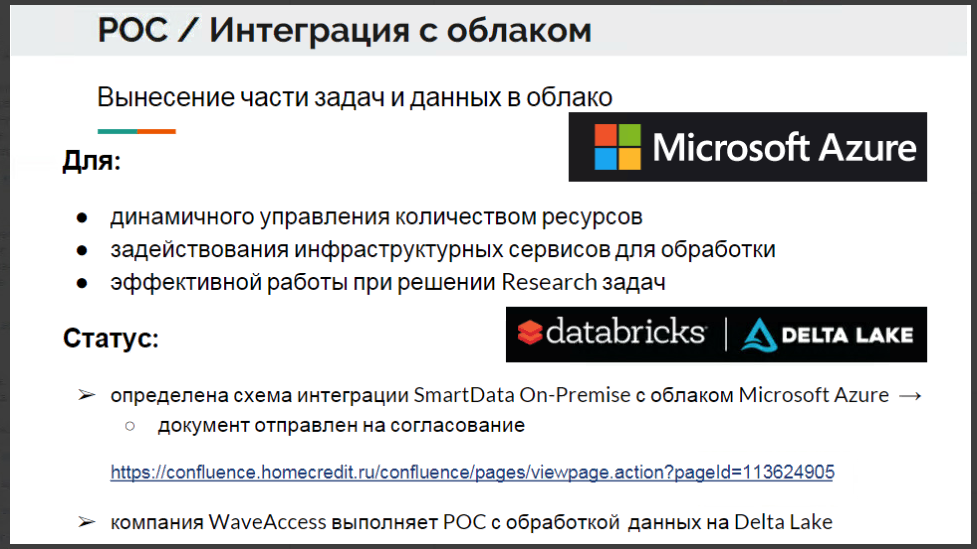 POC / Интеграция с облаком
Вынесение части задач и данных в облако
Microsoft Azure
Для:
● динамичного управления количеством ресурсов
● задействования инфраструктурных сервисов для обработки
● эффективной работы при решении Research задач
databricks | DELTA LAKE
Статус:
➢ определена схема интеграции SmartData On-Premise с облаком Microsoft Azure →
○ документ отправлен на согласование
https://confluence.homecredit.ru/confluence/pages/viewpage.action?pageId=113624905
➢ компания WaveAccess выполняет POC с обработкой данных на Delta Lake